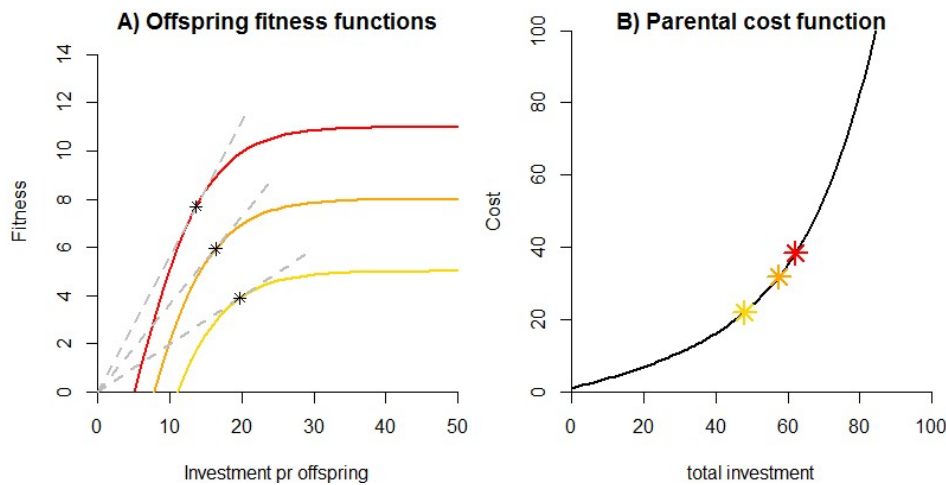 A) Offspring fitness functions
14
12
10
8
6
4
2
0
Fitness
0 10 20 30 40 50
Investment pr offspring
B) Parental cost function
100
80
60
40
20
0
Cost
0 20 40 60 80 100
total investment